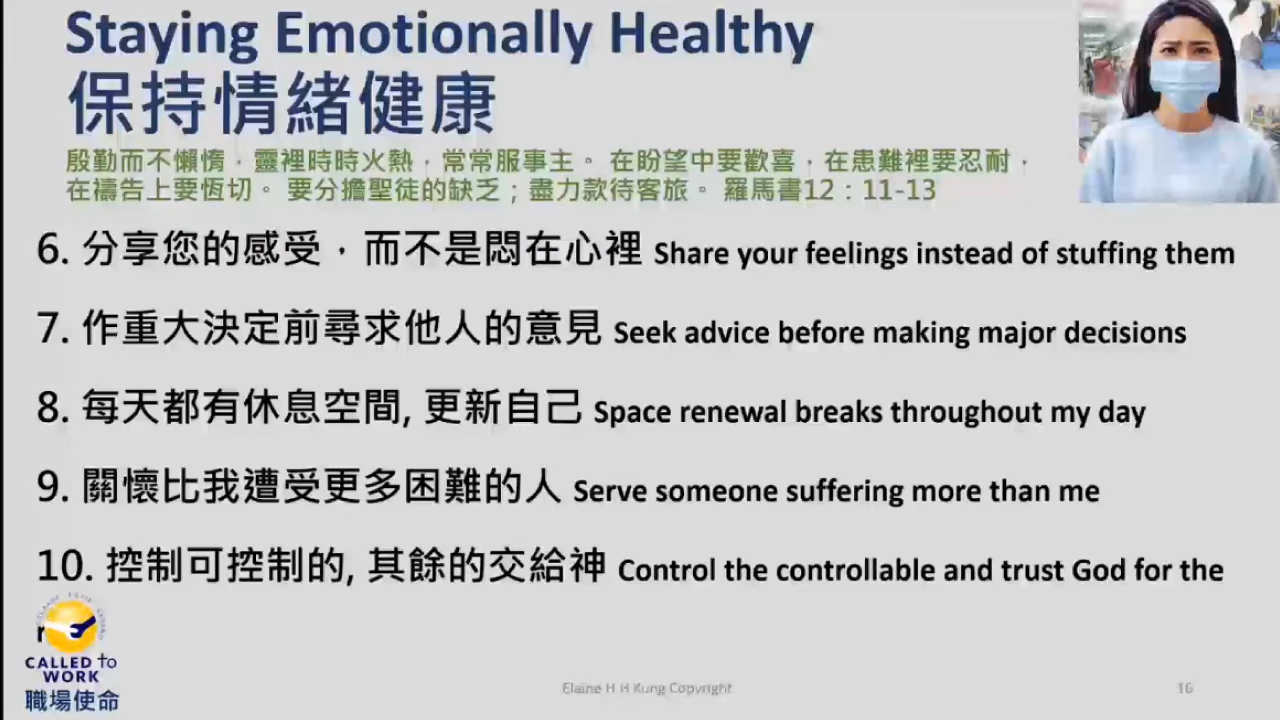 Staying Emotionally Healthy
保持情緒健康
殷勤而不懶惰，靈裡時時火熱，常常服事主。 在盼望中要歡喜，在患難裡要忍耐，
在禱告上要恆切。 要分擔聖徒的缺乏；盡力款待客旅。 羅馬書12：11-13
6. 分享您的感受，而不是悶在心裡 Share your feelings instead of stuffing them
7. 作重大決定前尋求他人的意見 Seek advice before making major decisions
8. 每天都有休息空間, 更新自己 Space renewal breaks throughout my day
9. 關懷比我遭受更多困難的人 Serve someone suffering more than me
10. 控制可控制的, 其餘的交給神 Control the controllable and trust God for the
CALLED to
WORK
職場使命
Elaine H H Kung Copyright
16